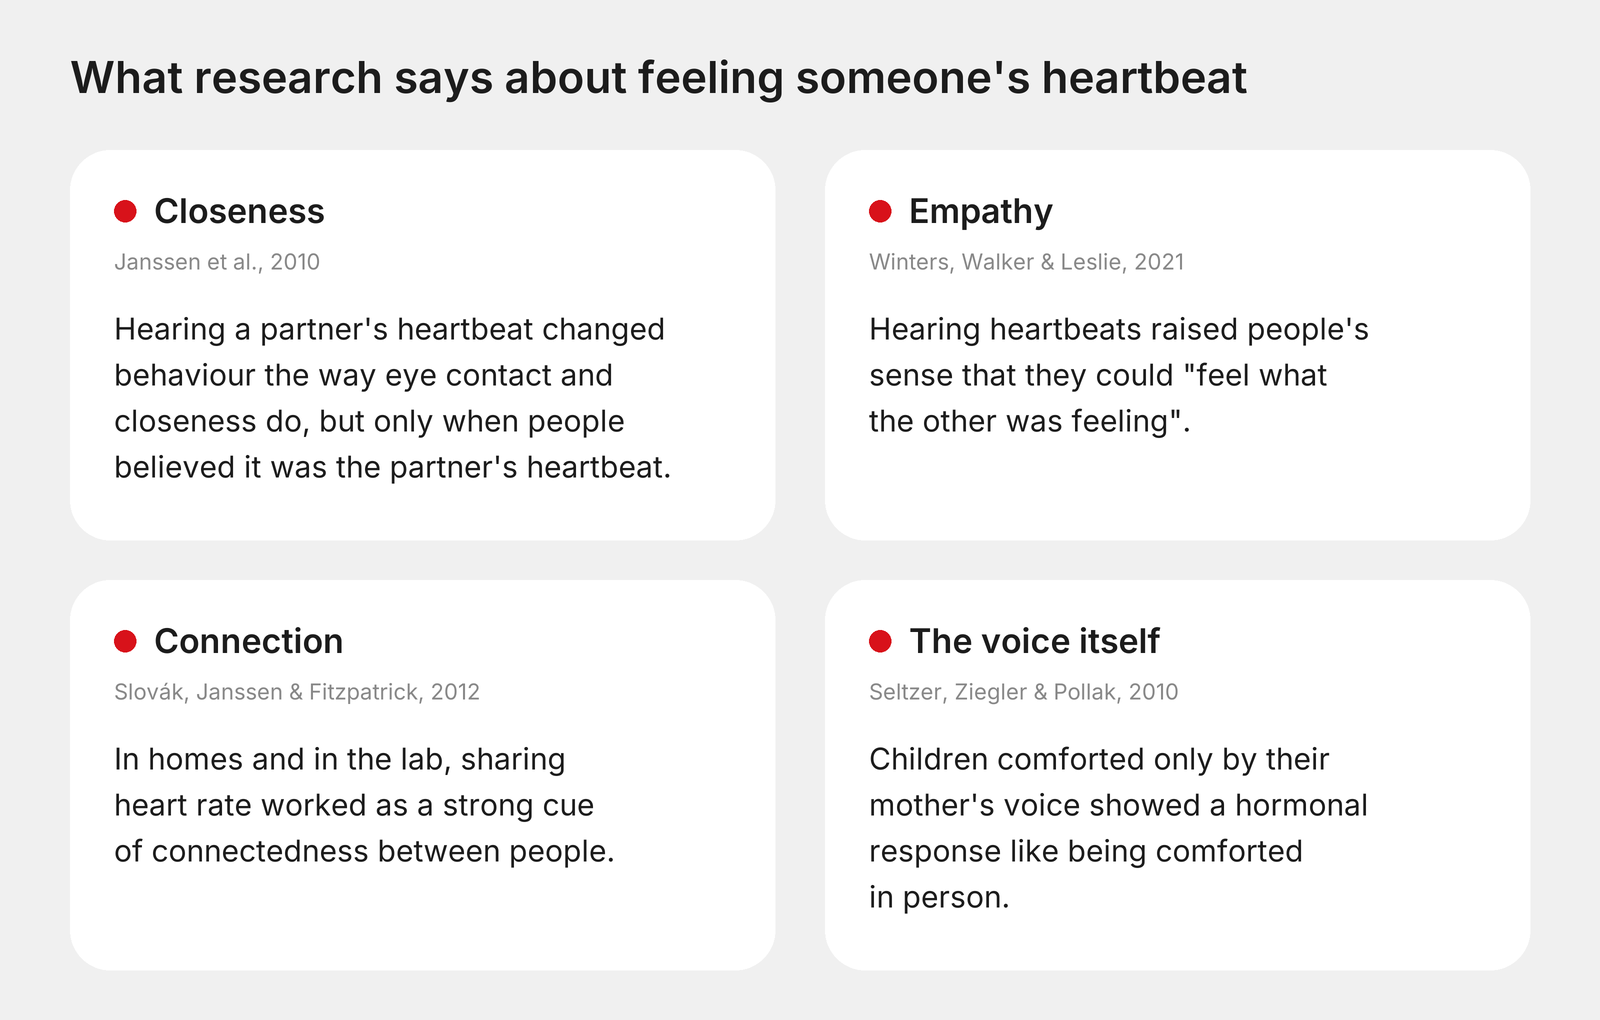 What research says about feeling someone's heartbeat
Closeness
Janssen et al., 2010
Hearing a partner's heartbeat changed
behaviour the way eye contact and
closeness do, but only when people
believed it was the partner's heartbeat.
Empathy
Winters, Walker & Leslie, 2021
Hearing heartbeats raised people's
sense that they could "feel what
the other was feeling".
Connection
Slovák, Janssen & Fitzpatrick, 2012
In homes and in the lab, sharing
heart rate worked as a strong cue
of connectedness between people.
The voice itself
Seltzer, Ziegler & Pollak, 2010
Children comforted only by their
mother's voice showed a hormonal
response like being comforted
in person.